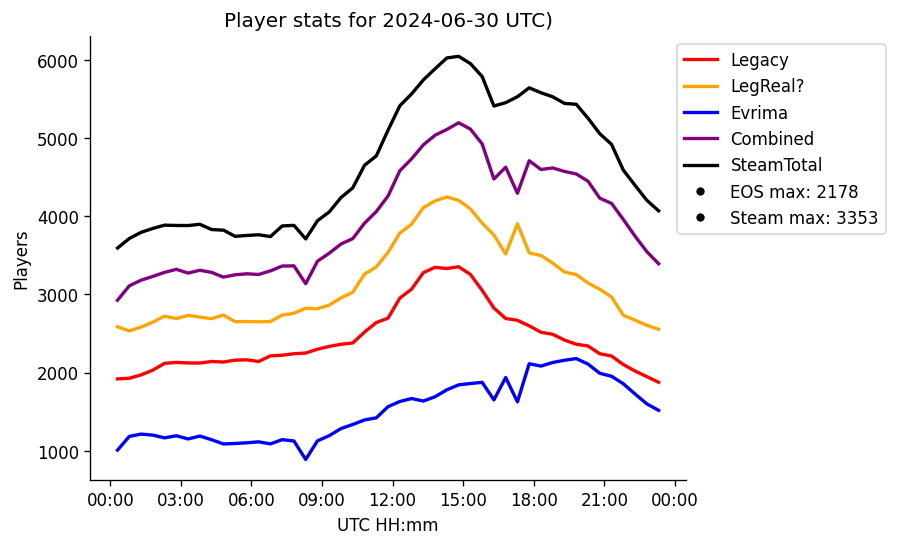 Player stats for 2024-06-30 UTC)
6000
5000
4000
3000
2000
1000
Players
00:00 03:00 06:00 09:00 12:00 15:00 18:00 21:00 00:00
UTC HH:mm
Legacy
LegReal?
Evrima
Combined
SteamTotal
EOS max: 2178
Steam max: 3353